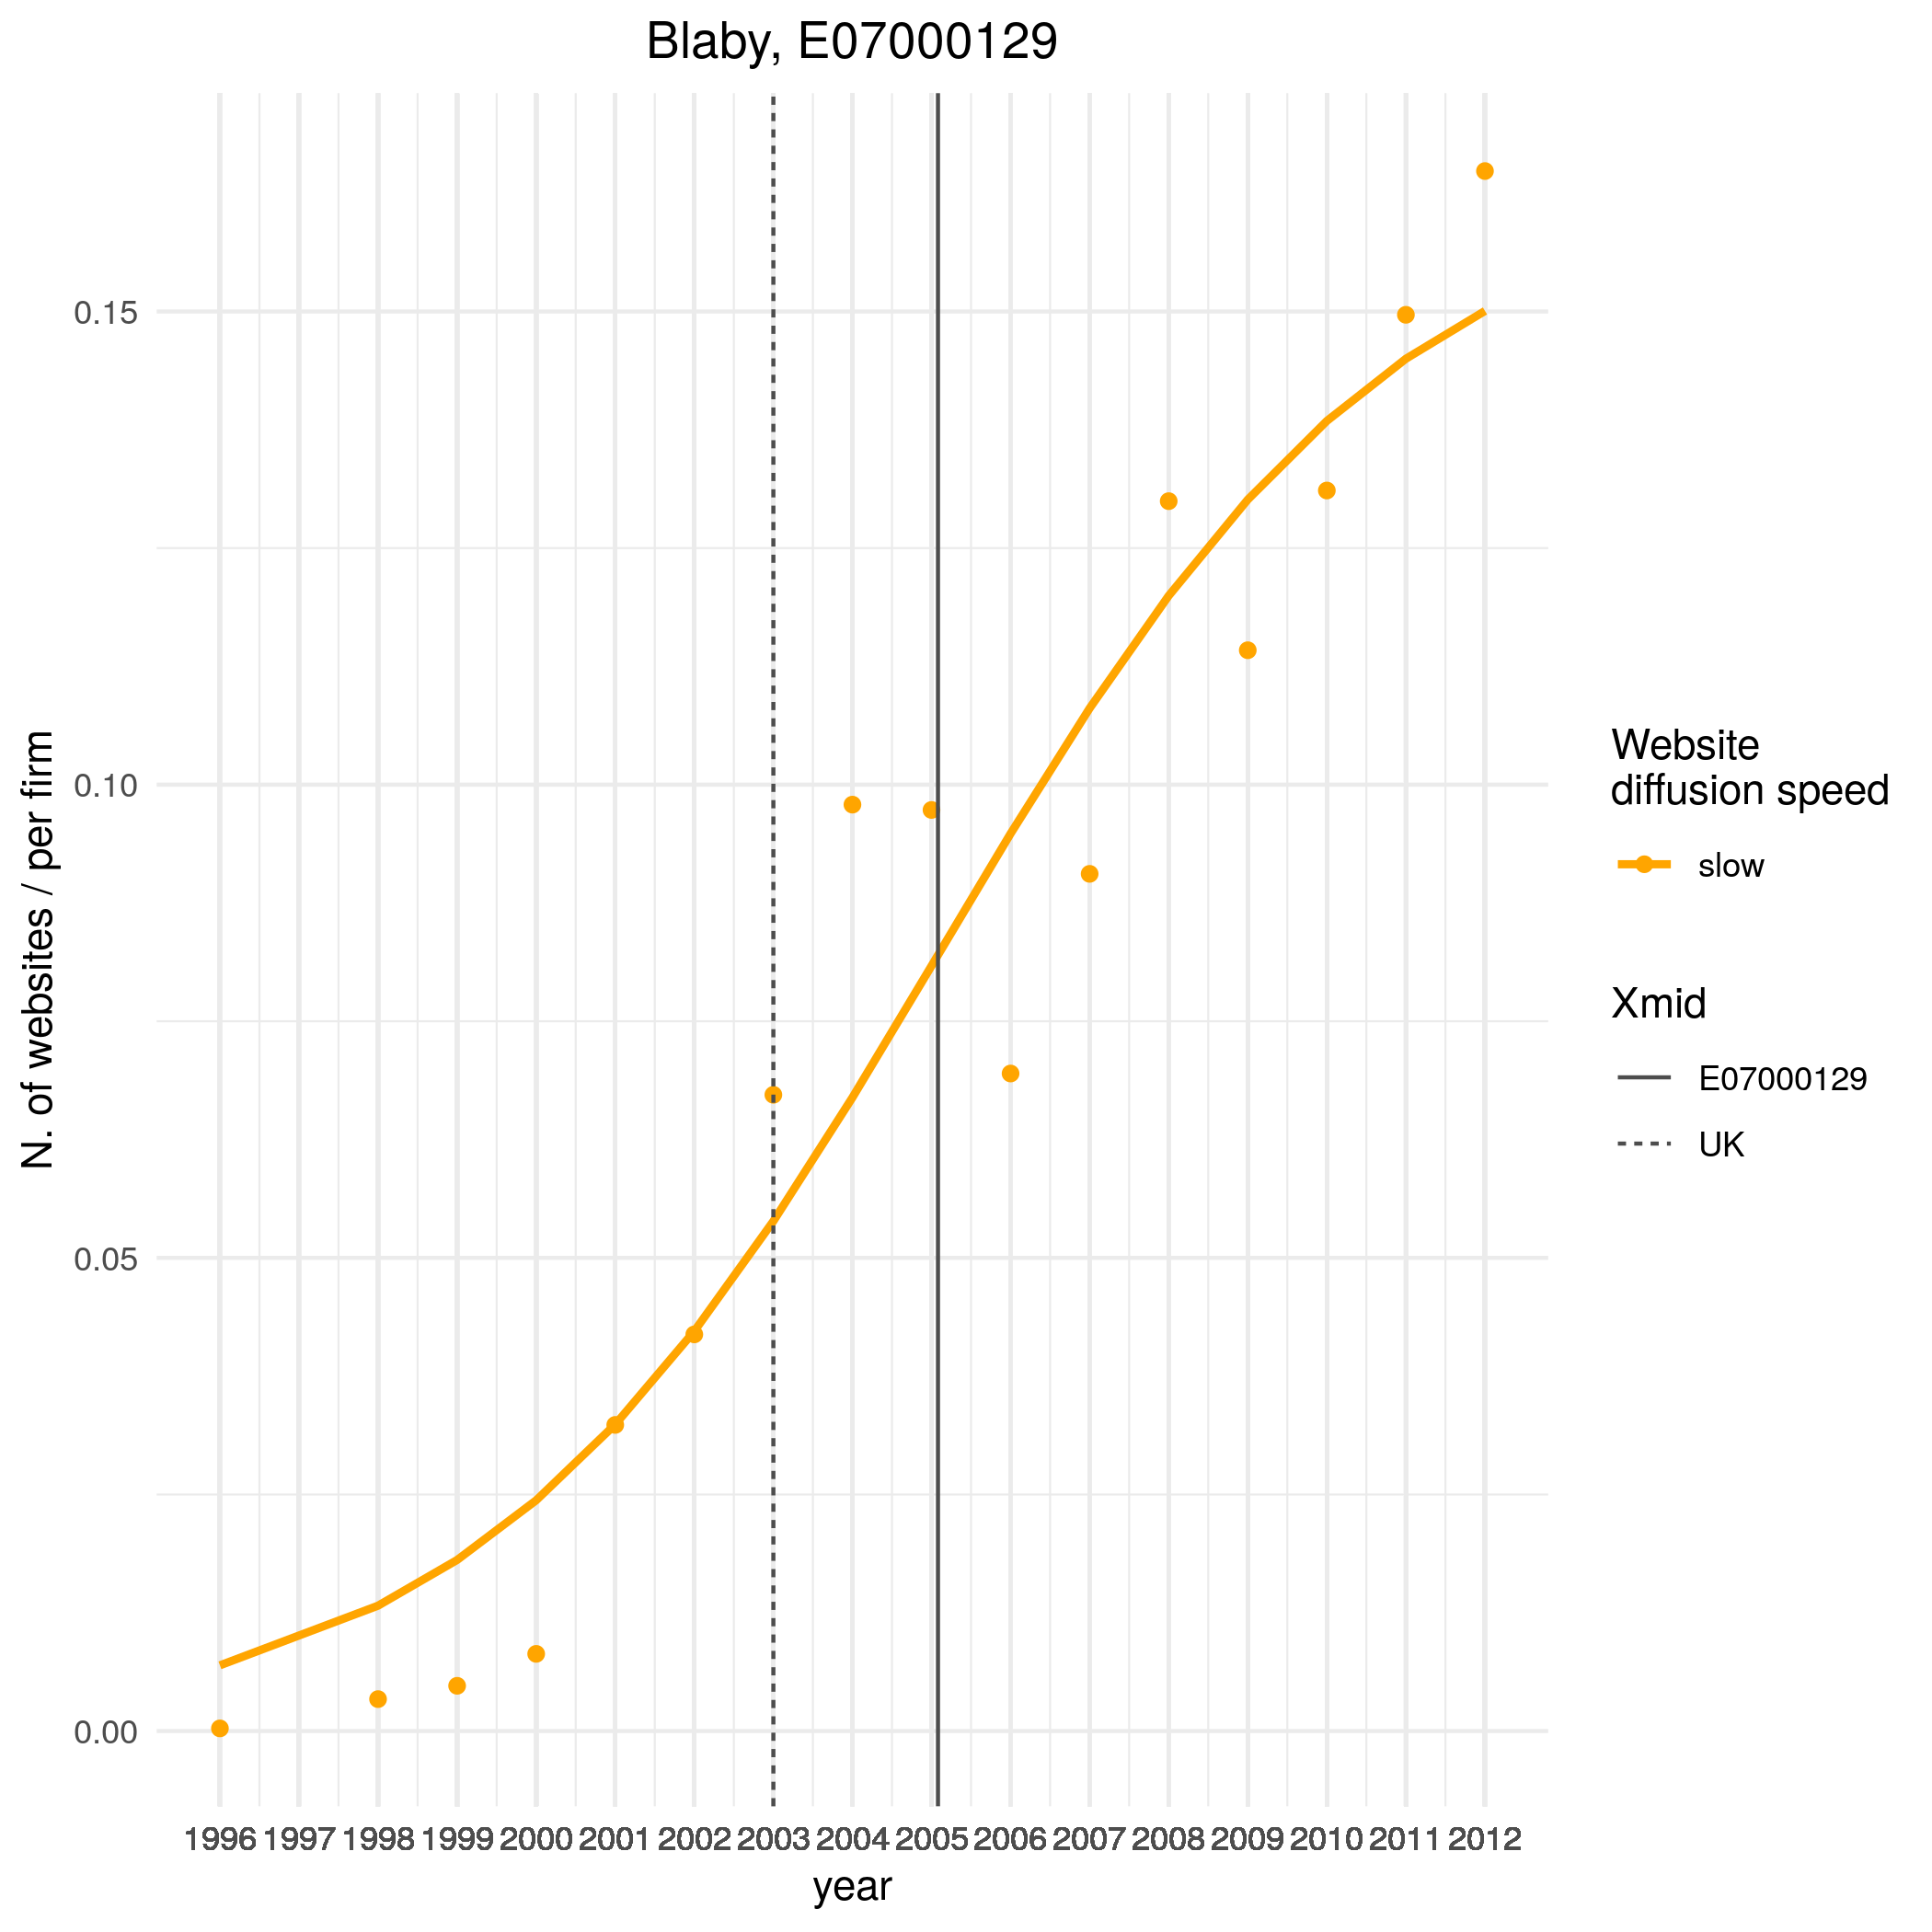 Blaby, E07000129
N. of websites / per firm
0.15
0.10
0.05
0.00
1996 1997 1998 1999 2000 2001 2002 2003 2004 2005 2006 2007 2008 2009 2010 2011 2012
year
Website
diffusion speed
slow
Xmid
E07000129
UK